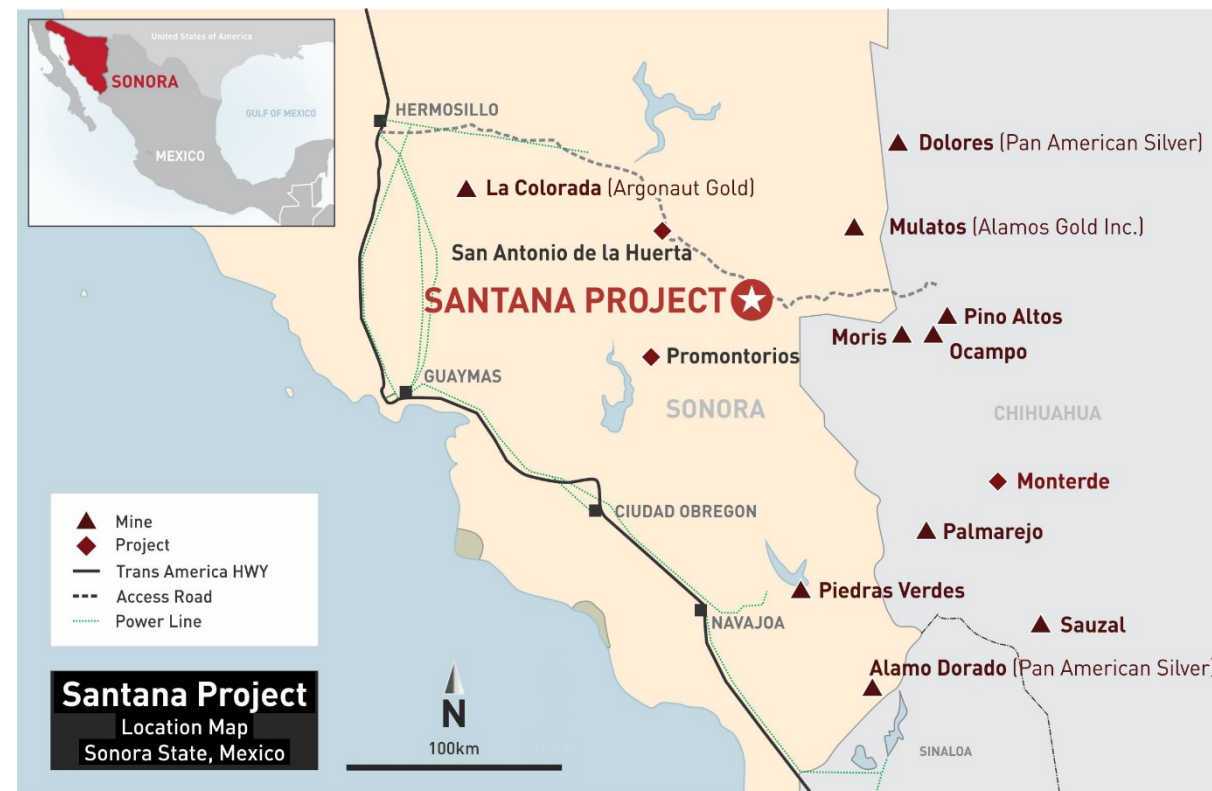 United States of America
SONORA
GULF OF MEXICO
MEXICO
HERMOSILLO
Dolores (Pan American Silver)
La Colorada (Argonaut Gold)
Mulatos (Alamos Gold Inc.)
San Antonio de la Huerta
SANTANA PROJECT
Pino Altos
Moris
Ocampo
Promontorios
GUAYMAS
SONORA
CHIHUAHUA
Monterde
CIUDAD OBREGON
Palmarejo
Mine
Project
Trans America HWY
Access Road
Power Line
Piedras Verdes
NAVAJOA
Sauzal
Alamo Dorado (Pan American Silver)
Santana Project
Location Map
Sonora State, Mexico
N
100km
SINALOA